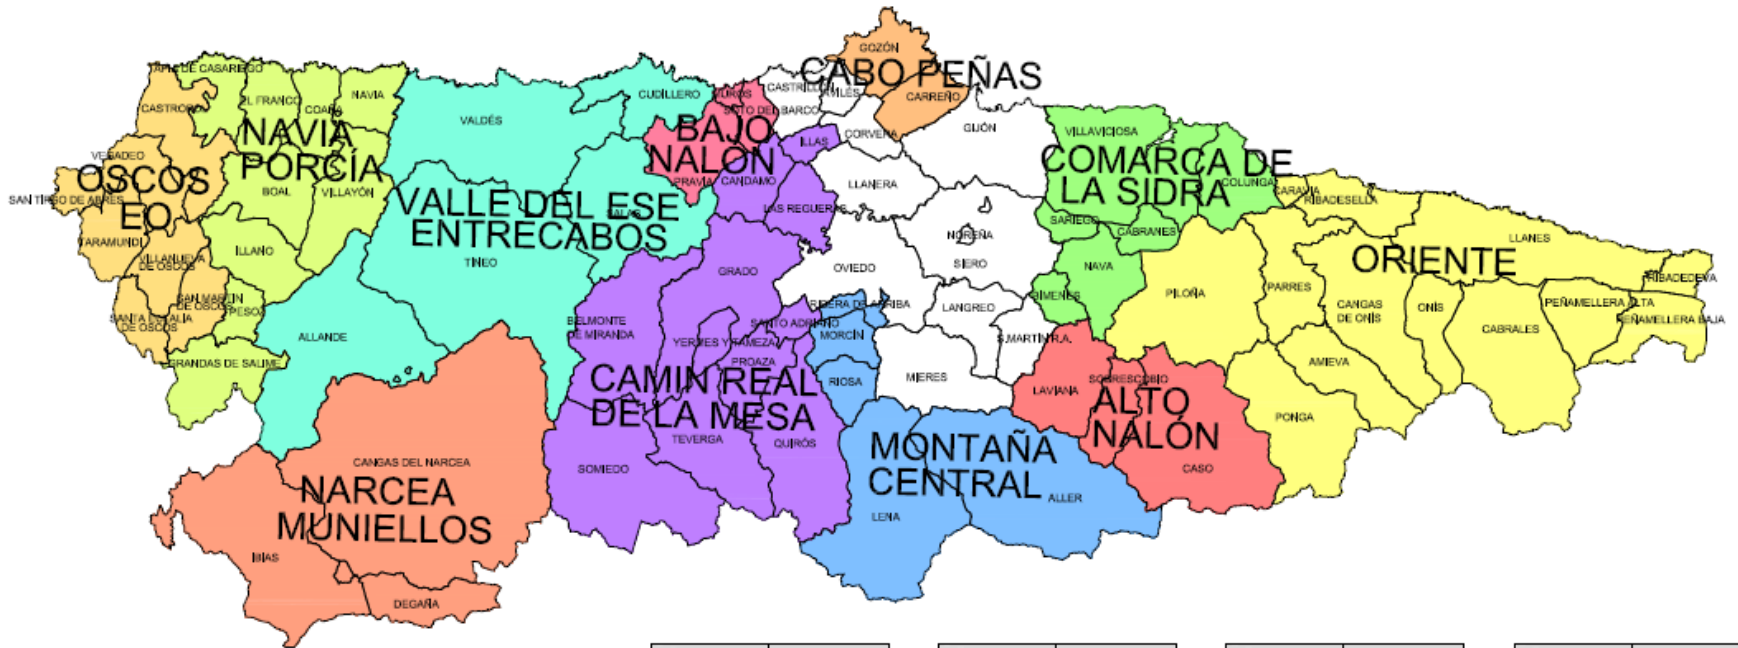 GOZÓN
CABO PEÑAS
TAPIA DE CASARIEGO
CASTROPOL
EL FRANCO
COAÑA
NAVIA
NAVIA
PORCÍA
VALDÉS
CUDILLERO
MUROS
SOTO DEL BARCO
CASTRILLÓN
AVILÉS
CARREÑO
CORVERA
GIJÓN
BAJO
NALÓN
PRAVIA
CANDAMO
ILLAS
LAS REGUERAS
LLANERA
VILLAVICIOSA
COMARCA DE
LA SIDRA
COLUNGA
CARAVIA
RIBADESELLA
VEGADEO
OSCOS
EO
SAN TIRSO DE ABRES
TARAMUNDI
VILLANUEVA
DE OSCOS
SAN MARTÍN
DE OSCOS
SANTA EULALIA
DE OSCOS
BOAL
VILLAYÓN
ILLANO
PESOZ
GRANDAS DE SALIME
VALLE DEL ESE
ENTRECABOS
SALAS
TINEO
ALLANDE
SARIEGO
CABRANES
NAVA
BIMENES
NOREÑA
SIERO
OVIEDO
GRADO
RIBERA DE ARRIBA
LANGREO
S.MARTÍN R.A.
MIERES
MORCÍN
RIOSA
SANTO ADRIANO
YERNES Y TAMEZA
PROAZA
BELMONTE
DE MIRANDA
CAMIN REAL
DE LA MESA
TEVERGA
QUIRÓS
SOMIEDO
ORIENTE
LLANES
PILOÑA
PARRES
CANGAS
DE ONÍS
ONÍS
CABRALES
RIBADEDEVA
PEÑAMELLERA ALTA
PEÑAMELLERA BAJA
AMIEVA
PONGA
LAVIANA
SOBRESCOBIO
ALTO
NALÓN
CASO
MONTAÑA
CENTRAL
ALLER
LENA
CANGAS DEL NARCEA
NARCEA
MUNIELLOS
IBIAS
DEGAÑA